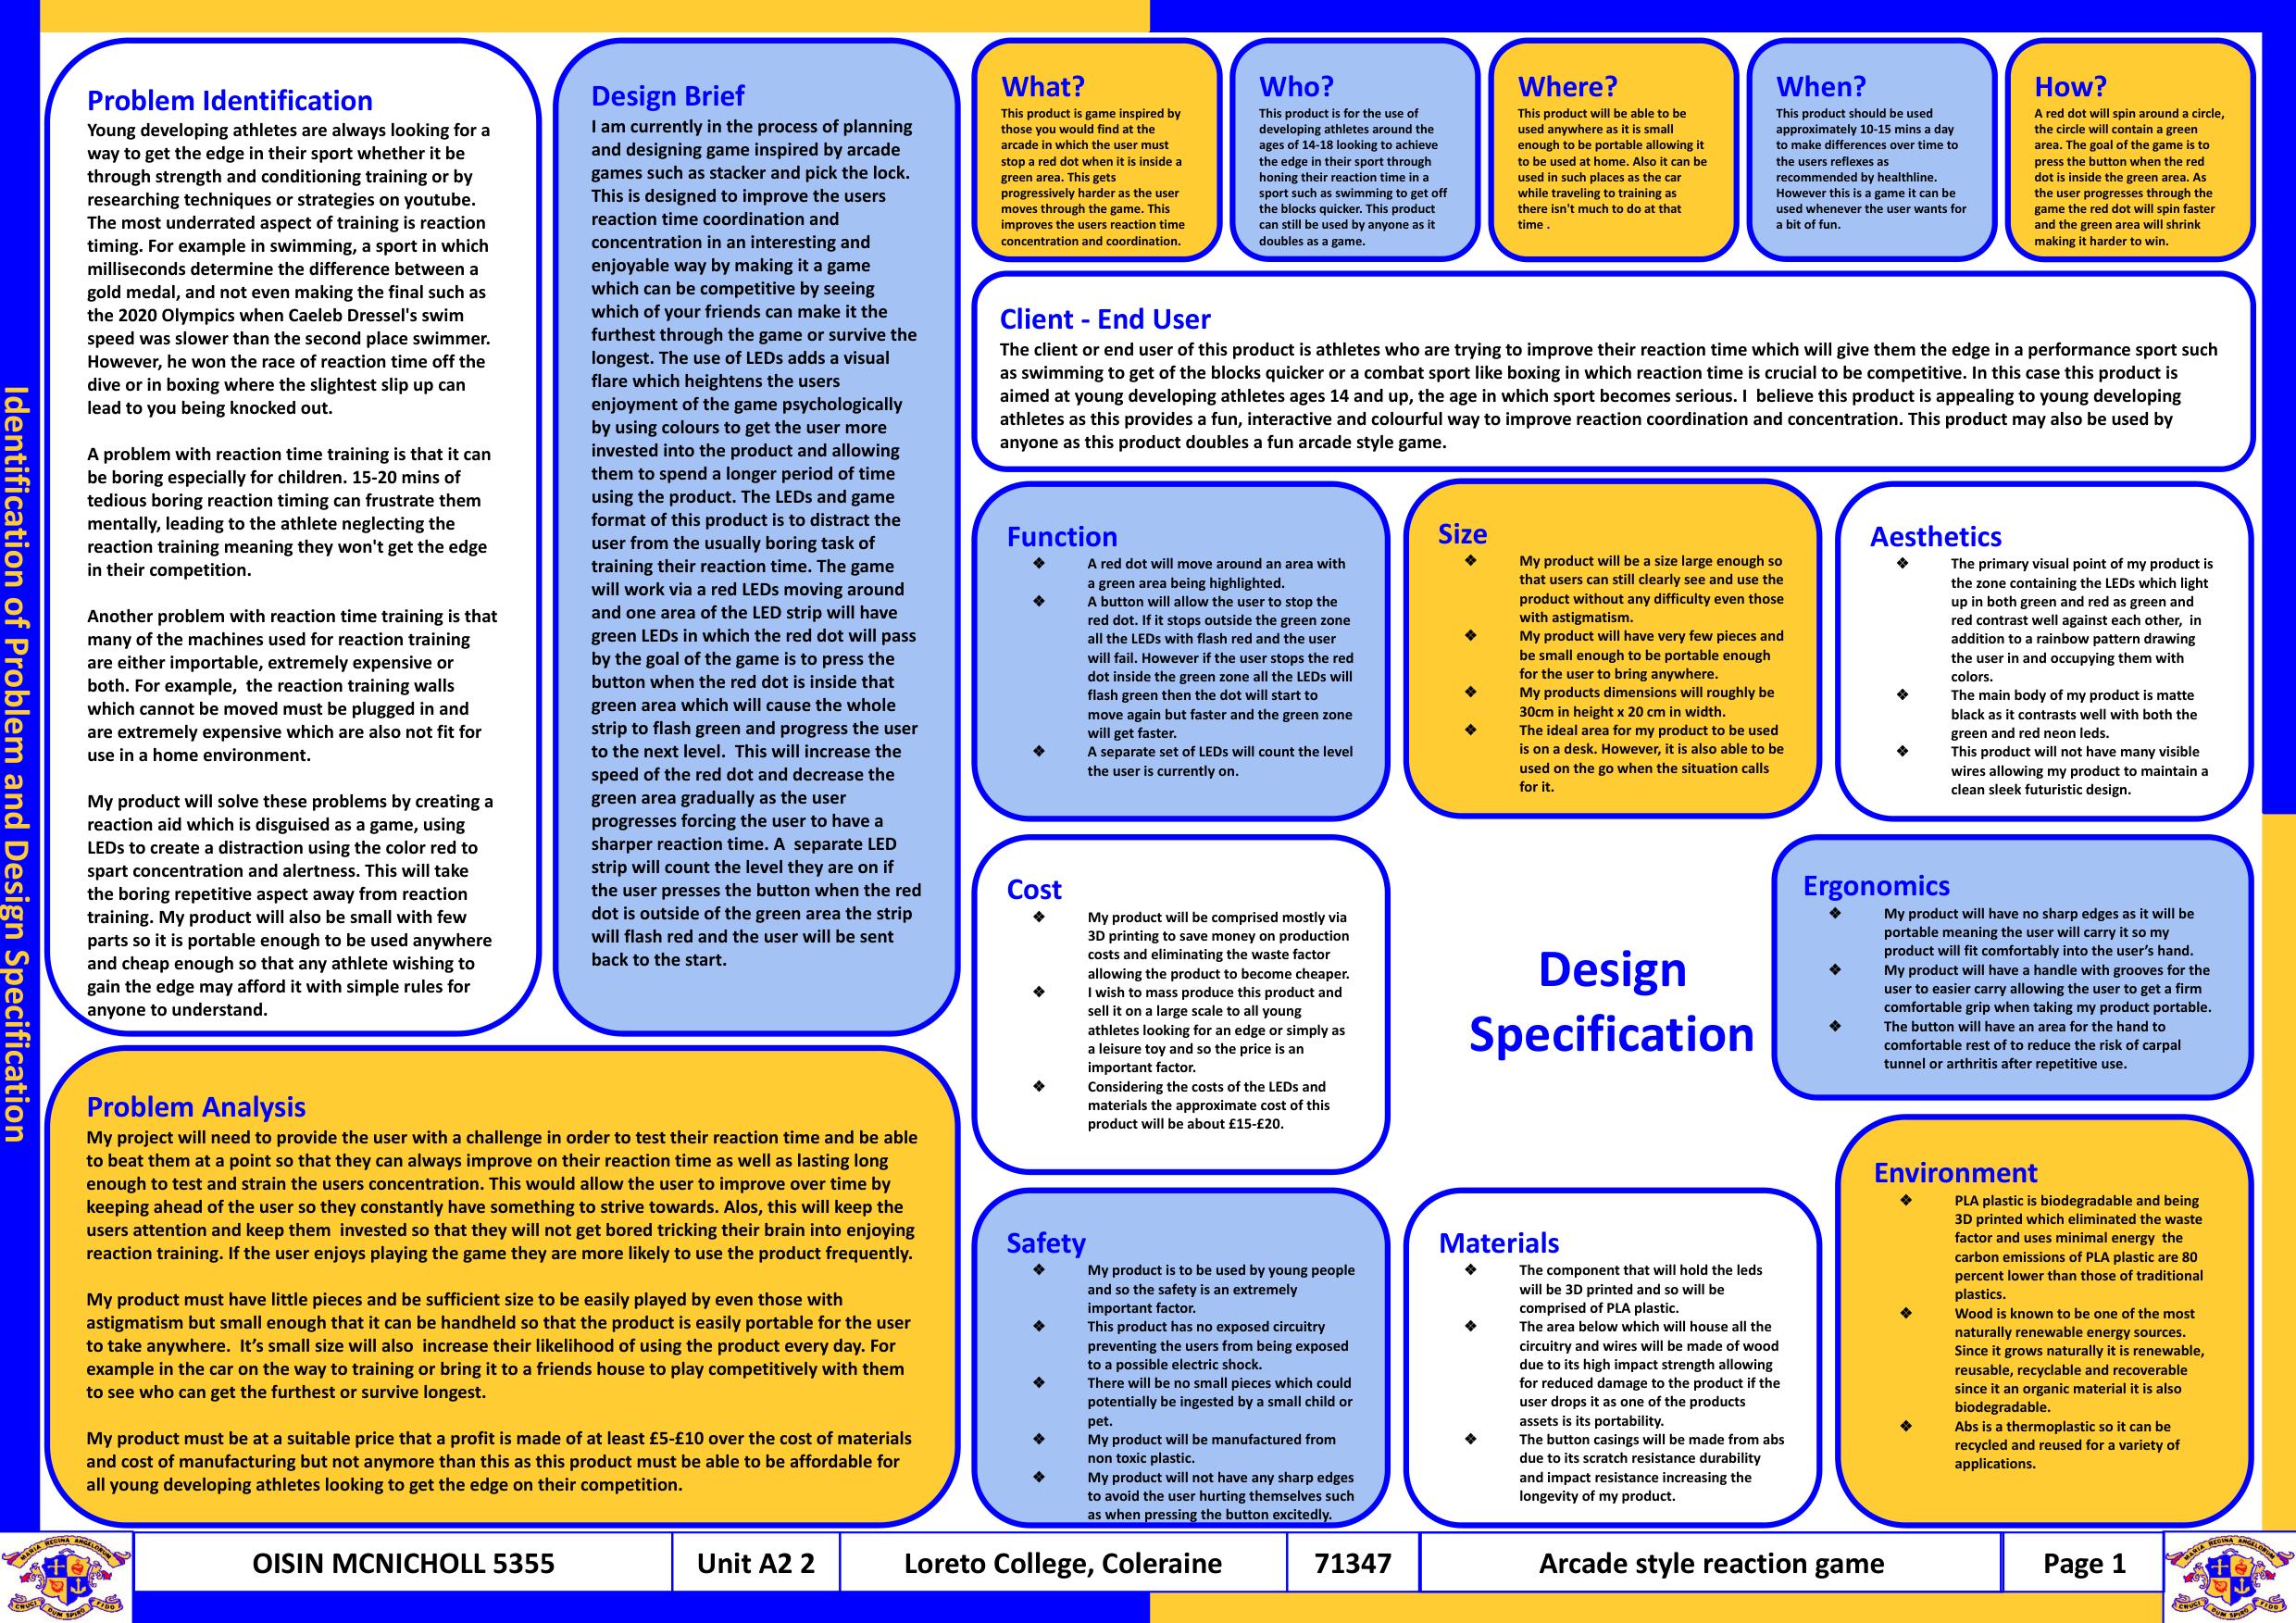 Identification of Problem and Design Specification
Problem Identification
Young developing athletes are always looking for a
way to get the edge in their sport whether it be
through strength and conditioning training or by
researching techniques or strategies on youtube.
The most underrated aspect of training is reaction
timing. For example in swimming, a sport in which
milliseconds determine the difference between a
gold medal, and not even making the final such as
the 2020 Olympics when Caeleb Dressel's swim
speed was slower than the second place swimmer.
However, he won the race of reaction time off the
dive or in boxing where the slightest slip up can
lead to you being knocked out.
A problem with reaction time training is that it can
be boring especially for children. 15-20 mins of
tedious boring reaction timing can frustrate them
mentally, leading to the athlete neglecting the
reaction training meaning they won't get the edge
in their competition.
Another problem with reaction time training is that
many of the machines used for reaction training
are either importable, extremely expensive or
both. For example,  the reaction training walls
which cannot be moved must be plugged in and
are extremely expensive which are also not fit for
use in a home environment.
My product will solve these problems by creating a
reaction aid which is disguised as a game, using
LEDs to create a distraction using the color red to
spart concentration and alertness. This will take
the boring repetitive aspect away from reaction
training. My product will also be small with few
parts so it is portable enough to be used anywhere
and cheap enough so that any athlete wishing to
gain the edge may afford it with simple rules for
anyone to understand.
Design Brief
I am currently in the process of planning
and designing game inspired by arcade
games such as stacker and pick the lock.
This is designed to improve the users
reaction time coordination and
concentration in an interesting and
enjoyable way by making it a game
which can be competitive by seeing
which of your friends can make it the
furthest through the game or survive the
longest. The use of LEDs adds a visual
flare which heightens the users
enjoyment of the game psychologically
by using colours to get the user more
invested into the product and allowing
them to spend a longer period of time
using the product. The LEDs and game
format of this product is to distract the
user from the usually boring task of
training their reaction time. The game
will work via a red LEDs moving around
and one area of the LED strip will have
green LEDs in which the red dot will pass
by the goal of the game is to press the
button when the red dot is inside that
green area which will cause the whole
strip to flash green and progress the user
to the next level.  This will increase the
speed of the red dot and decrease the
green area gradually as the user
progresses forcing the user to have a
sharper reaction time. A  separate LED
strip will count the level they are on if
the user presses the button when the red
dot is outside of the green area the strip
will flash red and the user will be sent
back to the start.
Problem Analysis
My project will need to provide the user with a challenge in order to test their reaction time and be able
to beat them at a point so that they can always improve on their reaction time as well as lasting long
enough to test and strain the users concentration. This would allow the user to improve over time by
keeping ahead of the user so they constantly have something to strive towards. Alos, this will keep the
users attention and keep them  invested so that they will not get bored tricking their brain into enjoying
reaction training. If the user enjoys playing the game they are more likely to use the product frequently.
My product must have little pieces and be sufficient size to be easily played by even those with
astigmatism but small enough that it can be handheld so that the product is easily portable for the user
to take anywhere.  It's small size will also  increase their likelihood of using the product every day. For
example in the car on the way to training or bring it to a friends house to play competitively with them
to see who can get the furthest or survive longest.
My product must be at a suitable price that a profit is made of at least £5-£10 over the cost of materials
and cost of manufacturing but not anymore than this as this product must be able to be affordable for
all young developing athletes looking to get the edge on their competition.
What?
This product is game inspired by
those you would find at the
arcade in which the user must
stop a red dot when it is inside a
green area. This gets
progressively harder as the user
moves through the game. This
improves the users reaction time
concentration and coordination.
Who?
This product is for the use of
developing athletes around the
ages of 14-18 looking to achieve
the edge in their sport through
honing their reaction time in a
sport such as swimming to get off
the blocks quicker. This product
can still be used by anyone as it
doubles as a game.
Where?
This product will be able to be
used anywhere as it is small
enough to be portable allowing it
to be used at home. Also it can be
used in such places as the car
while traveling to training as
there isn't much to do at that
time .
When?
This product should be used
approximately 10-15 mins a day
to make differences over time to
the users reflexes as
recommended by healthline.
However this is a game it can be
used whenever the user wants for
a bit of fun.
How?
A red dot will spin around a circle,
the circle will contain a green
area. The goal of the game is to
press the button when the red
dot is inside the green area. As
the user progresses through the
game the red dot will spin faster
and the green area will shrink
making it harder to win.
Client - End User
The client or end user of this product is athletes who are trying to improve their reaction time which will give them the edge in a performance sport such
as swimming to get of the blocks quicker or a combat sport like boxing in which reaction time is crucial to be competitive. In this case this product is
aimed at young developing athletes ages 14 and up, the age in which sport becomes serious. I  believe this product is appealing to young developing
athletes as this provides a fun, interactive and colourful way to improve reaction coordination and concentration. This product may also be used by
anyone as this product doubles a fun arcade style game.
Function
❖ A red dot will move around an area with
a green area being highlighted.
❖ A button will allow the user to stop the
red dot. If it stops outside the green zone
all the LEDs with flash red and the user
will fail. However if the user stops the red
dot inside the green zone all the LEDs will
flash green then the dot will start to
move again but faster and the green zone
will get faster.
❖ A separate set of LEDs will count the level
the user is currently on.
Size
❖ My product will be a size large enough so
that users can still clearly see and use the
product without any difficulty even those
with astigmatism.
❖ My product will have very few pieces and
be small enough to be portable enough
for the user to bring anywhere.
❖ My products dimensions will roughly be
30cm in height x 20 cm in width.
❖ The ideal area for my product to be used
is on a desk. However, it is also able to be
used on the go when the situation calls
for it.
Aesthetics
❖ The primary visual point of my product is
the zone containing the LEDs which light
up in both green and red as green and
red contrast well against each other,  in
addition to a rainbow pattern drawing
the user in and occupying them with
colors.
❖ The main body of my product is matte
black as it contrasts well with both the
green and red neon leds.
❖ This product will not have many visible
wires allowing my product to maintain a
clean sleek futuristic design.
Cost
❖ My product will be comprised mostly via
3D printing to save money on production
costs and eliminating the waste factor
allowing the product to become cheaper.
❖ I wish to mass produce this product and
sell it on a large scale to all young
athletes looking for an edge or simply as
a leisure toy and so the price is an
important factor.
❖ Considering the costs of the LEDs and
materials the approximate cost of this
product will be about £15-£20.
Design
Specification
Ergonomics
❖ My product will have no sharp edges as it will be
portable meaning the user will carry it so my
product will fit comfortably into the user's hand.
❖ My product will have a handle with grooves for the
user to easier carry allowing the user to get a firm
comfortable grip when taking my product portable.
❖ The button will have an area for the hand to
comfortable rest of to reduce the risk of carpal
tunnel or arthritis after repetitive use.
Safety
❖ My product is to be used by young people
and so the safety is an extremely
important factor.
❖ This product has no exposed circuitry
preventing the users from being exposed
to a possible electric shock.
❖ There will be no small pieces which could
potentially be ingested by a small child or
pet.
❖ My product will be manufactured from
non toxic plastic.
❖ My product will not have any sharp edges
to avoid the user hurting themselves such
as when pressing the button excitedly.
Materials
❖ The component that will hold the leds
will be 3D printed and so will be
comprised of PLA plastic.
❖ The area below which will house all the
circuitry and wires will be made of wood
due to its high impact strength allowing
for reduced damage to the product if the
user drops it as one of the products
assets is its portability.
❖ The button casings will be made from abs
due to its scratch resistance durability
and impact resistance increasing the
longevity of my product.
Environment
❖ PLA plastic is biodegradable and being
3D printed which eliminated the waste
factor and uses minimal energy  the
carbon emissions of PLA plastic are 80
percent lower than those of traditional
plastics.
❖ Wood is known to be one of the most
naturally renewable energy sources.
Since it grows naturally it is renewable,
reusable, recyclable and recoverable
since it an organic material it is also
biodegradable.
❖ Abs is a thermoplastic so it can be
recycled and reused for a variety of
applications.
MARIA REGINA ANGELORUM
CRUCI DUM SPIRO FIDO
OISIN MCNICHOLL 5355
Unit A2 2
Loreto College, Coleraine
71347
Arcade style reaction game
Page 1
MARIA REGINA ANGELORUM
CRUCI DUM SPIRO FIDO